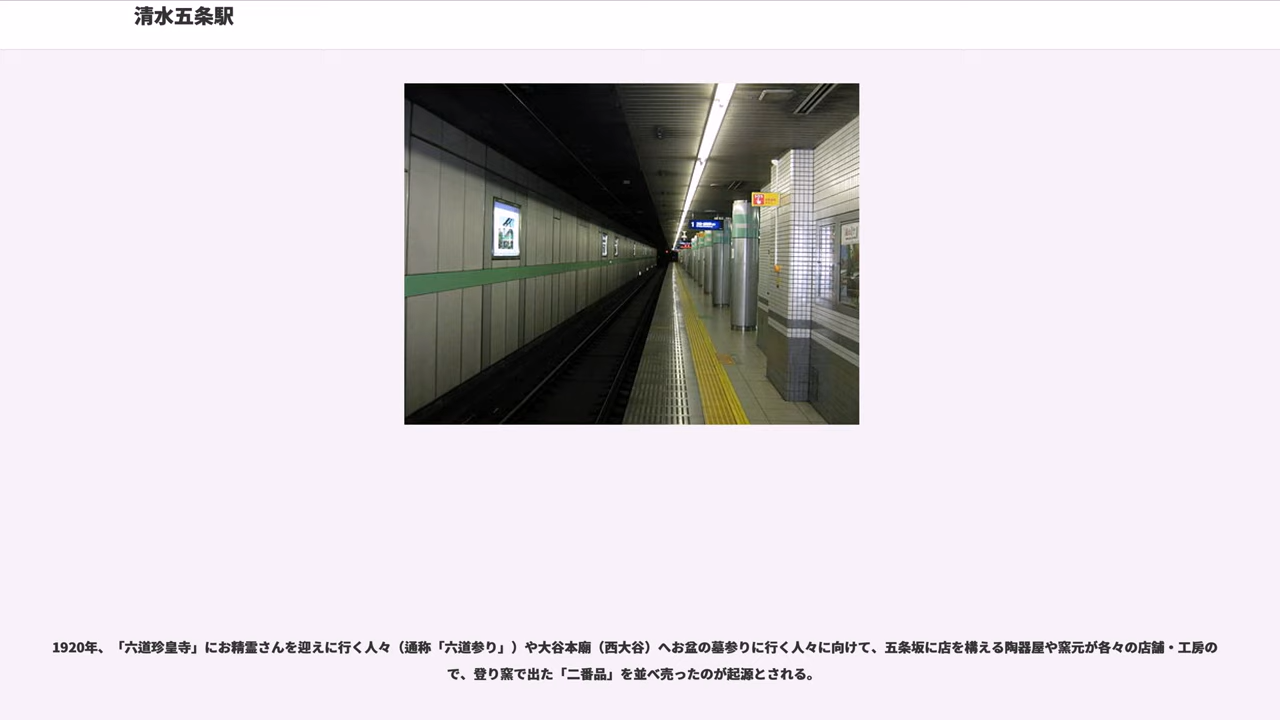 清水五条駅
1920年、「六道珍皇寺」にお精霊さんを迎えに行く人々（通称「六道参り」）や大谷本廟（西大谷）へお盆の墓参りに行く人々に向けて、五条坂に店を構える陶器屋や窯元が各々の店舗・工房の
で、登り窯で出た「二番品」を並べ売ったのが起源とされる。